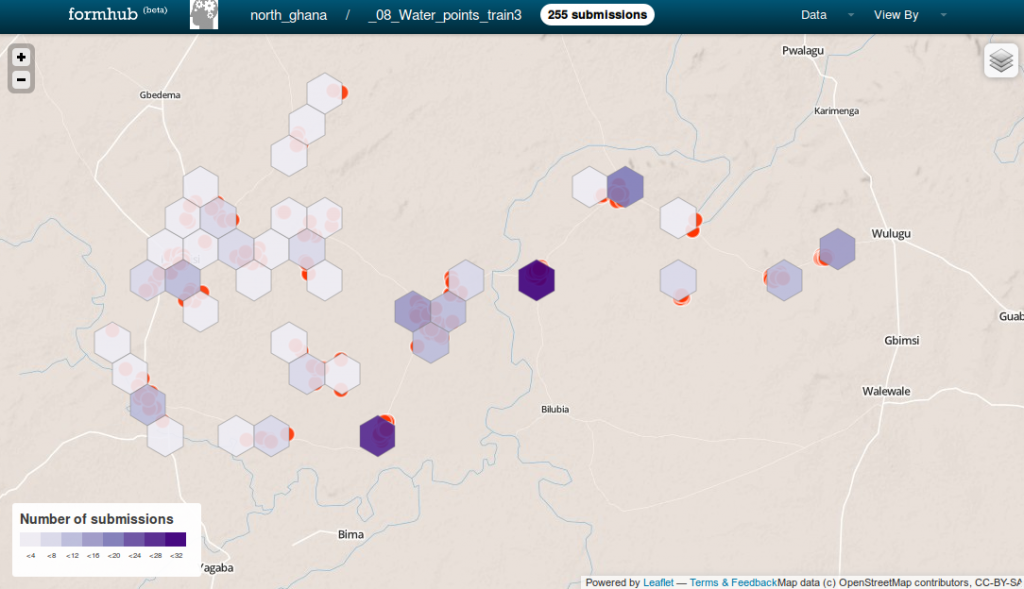 formhub (beta) north_ghana / _08_Water_points_train3 255 submissions Data View By
+
−
Pwalagu
Gbedema
Karimenga
Wulugu
Guab
Gbimsi
Walewale
Bilubia
Number of submissions
<4 <8 <12 <16 <20 <24 <28 <32
Bima
Yagaba
Powered by Leaflet — Terms & FeedbackMap data (c) OpenStreetMap contributors, CC-BY-SA